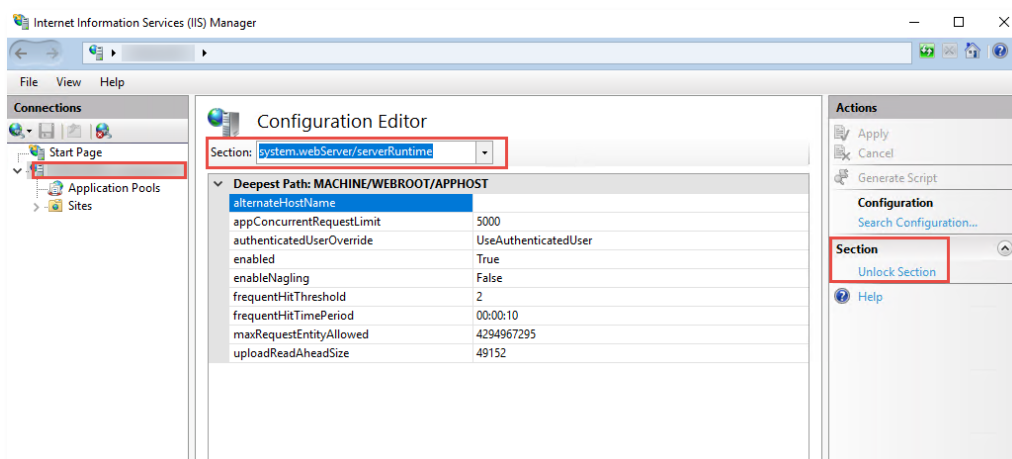 Internet Information Services (IIS) Manager
File View Help
Connections
Start Page
Application Pools
Sites
Configuration Editor
Section: system.webServer/serverRuntime
Deepest Path: MACHINE/WEBROOT/APPHOST
alternateHostName
appConcurrentRequestLimit 5000
authenticatedUserOverride UseAuthenticatedUser
enabled True
enableNagling False
frequentHitThreshold 2
frequentHitTimePeriod 00:00:10
maxRequestEntityAllowed 4294967295
uploadReadAheadSize 49152
Actions
Apply
Cancel
Generate Script
Configuration
Search Configuration...
Section
Unlock Section
Help